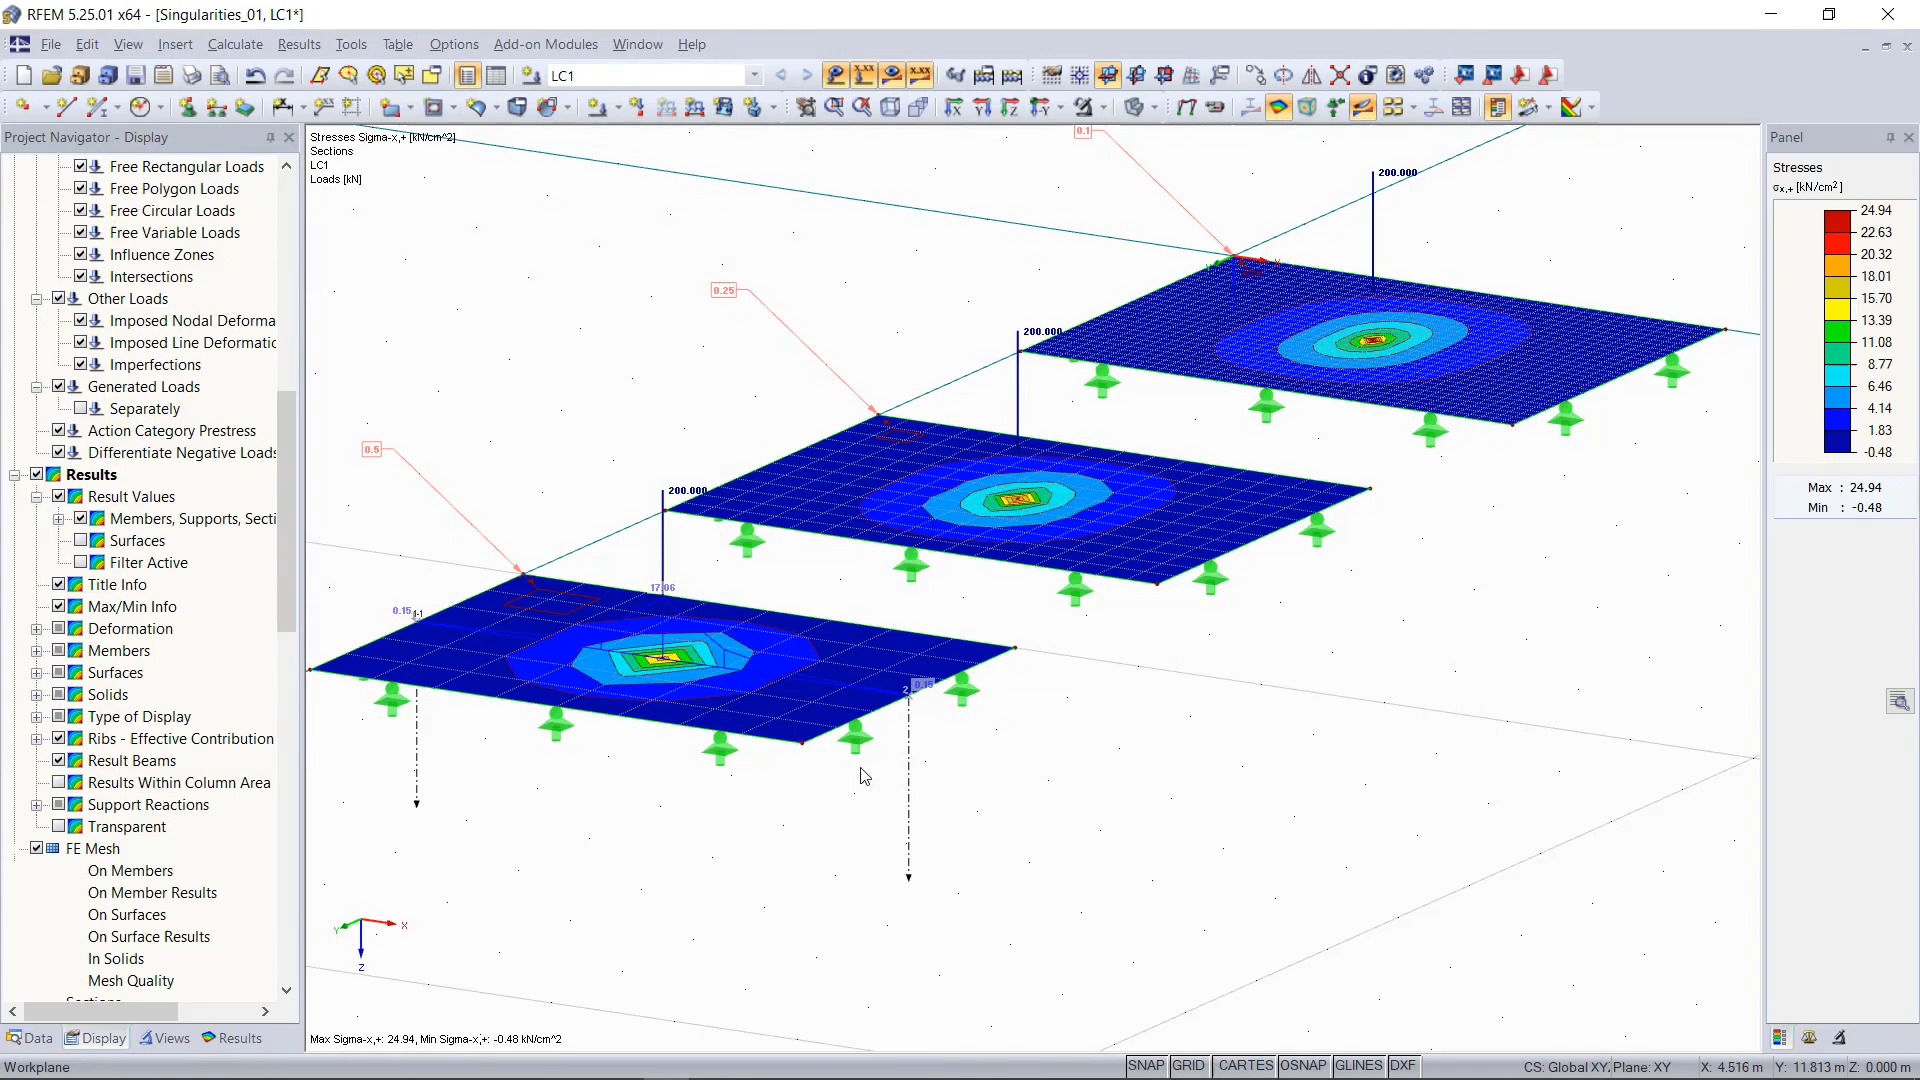 RFEM 5.25.01 x64 - [Singularities_01, LC1*]
File Edit View Insert Calculate Results Tools Table Options Add-on Modules Window Help
LC1
Project Navigator - Display
Free Rectangular Loads
Free Polygon Loads
Free Circular Loads
Free Variable Loads
Influence Zones
Intersections
Other Loads
Imposed Nodal Deforma
Imposed Line Deformatic
Imperfections
Generated Loads
Separately
Action Category Prestress
Differentiate Negative Loads
Results
Result Values
Members, Supports, Secti
Surfaces
Filter Active
Title Info
Max/Min Info
Deformation
Members
Surfaces
Solids
Type of Display
Ribs - Effective Contribution
Result Beams
Results Within Column Area
Support Reactions
Transparent
FE Mesh
On Members
On Member Results
On Surfaces
On Surface Results
In Solids
Mesh Quality
Data Display Views Results
Stresses Sigma-x,+ [kN/cm^2]
Sections
LC1
Loads [kN]
0.1
200.000
0.25
200.000
0.5
200.000
17.06
0.15
1-1
2
0.15
X
Y
Z
Max Sigma-x,+: 24.94, Min Sigma-x,+: -0.48 kN/cm^2
Panel
Stresses
σx,+ [kN/cm²]
24.94
22.63
20.32
18.01
15.70
13.39
11.08
8.77
6.46
4.14
1.83
-0.48
Max : 24.94
Min : -0.48
Workplane
SNAP GRID CARTES OSNAP GLINES DXF CS: Global XY, Plane: XY X: 4.516 m Y: 11.813 m Z: 0.000 m